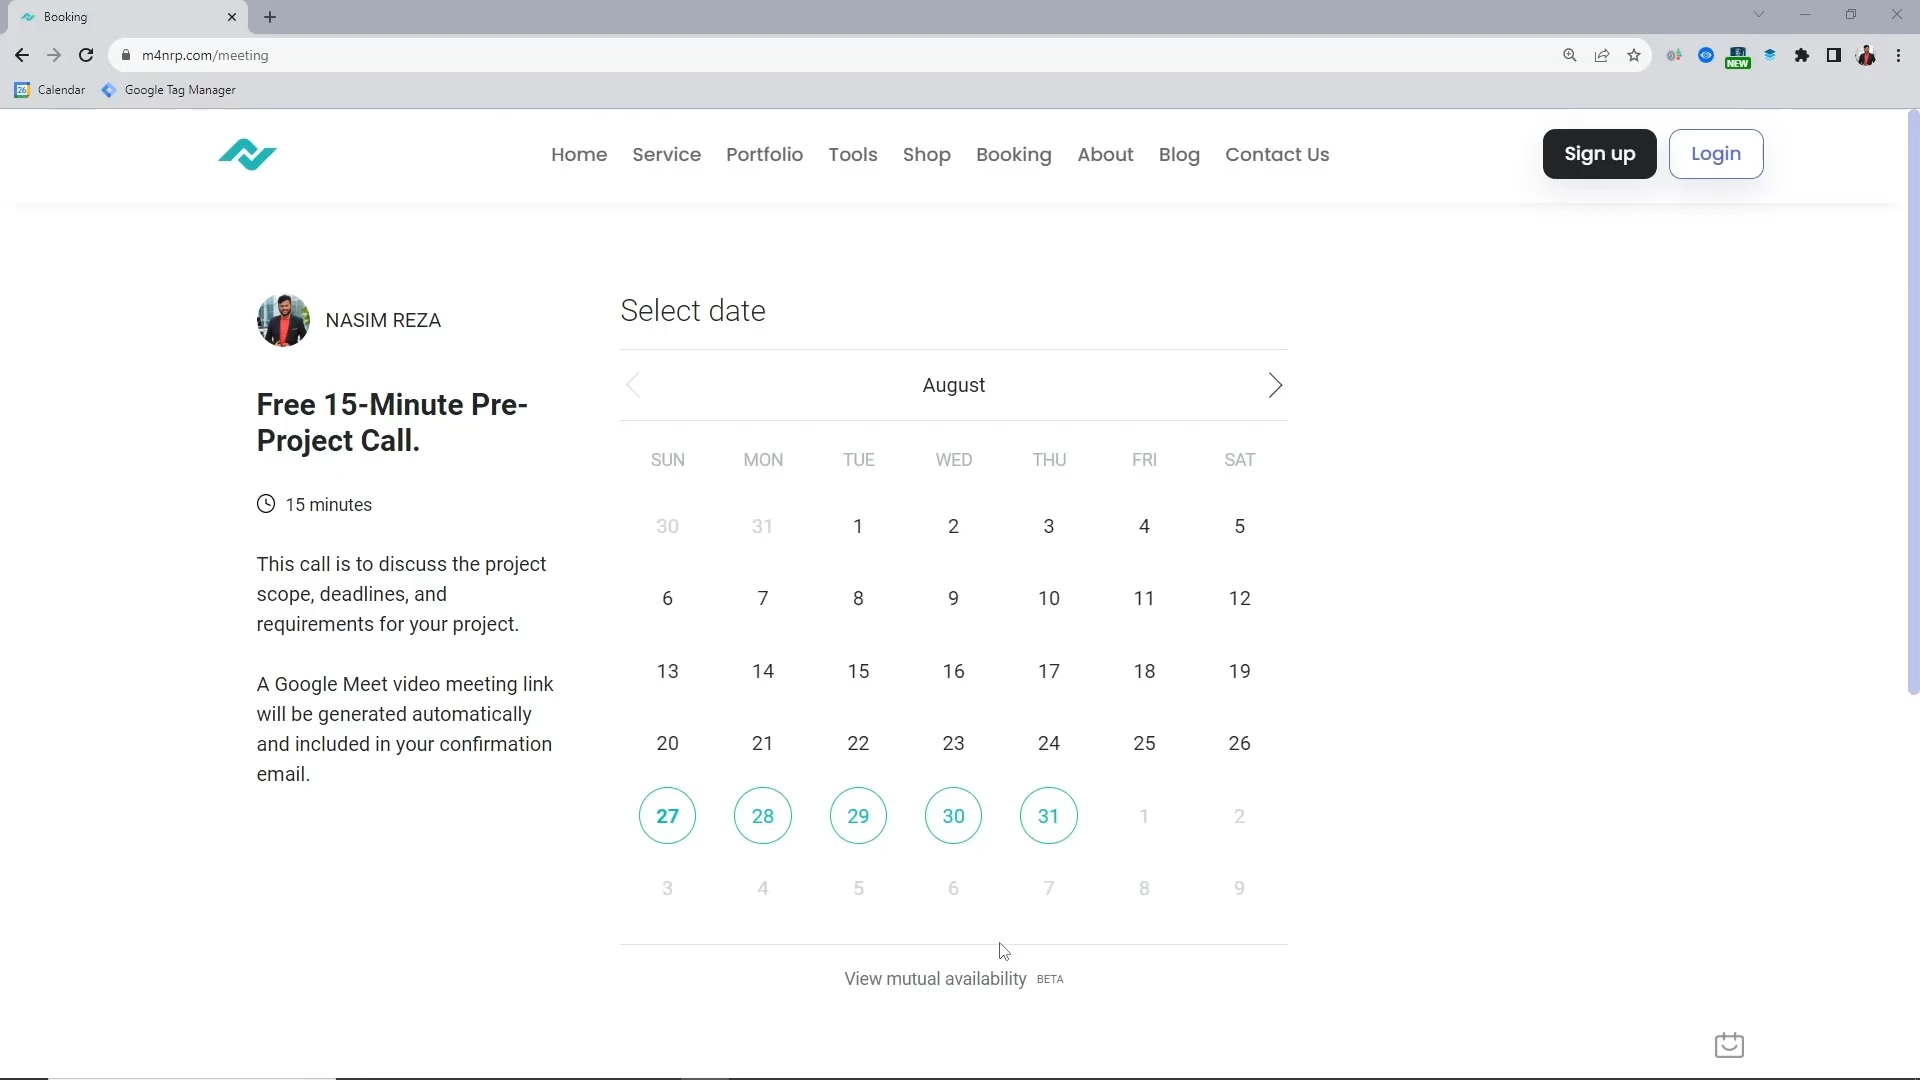 Booking
m4nrp.com/meeting
NEW
26 Calendar Google Tag Manager
Home Service Portfolio Tools Shop Booking About Blog Contact Us Sign up Login
NASIM REZA
Free 15-Minute Pre-
Project Call.
15 minutes
This call is to discuss the project
scope, deadlines, and
requirements for your project.
A Google Meet video meeting link
will be generated automatically
and included in your confirmation
email.
Select date
August
SUN MON TUE WED THU FRI SAT
30 31 1 2 3 4 5
6 7 8 9 10 11 12
13 14 15 16 17 18 19
20 21 22 23 24 25 26
27 28 29 30 31 1 2
3 4 5 6 7 8 9
View mutual availability BETA